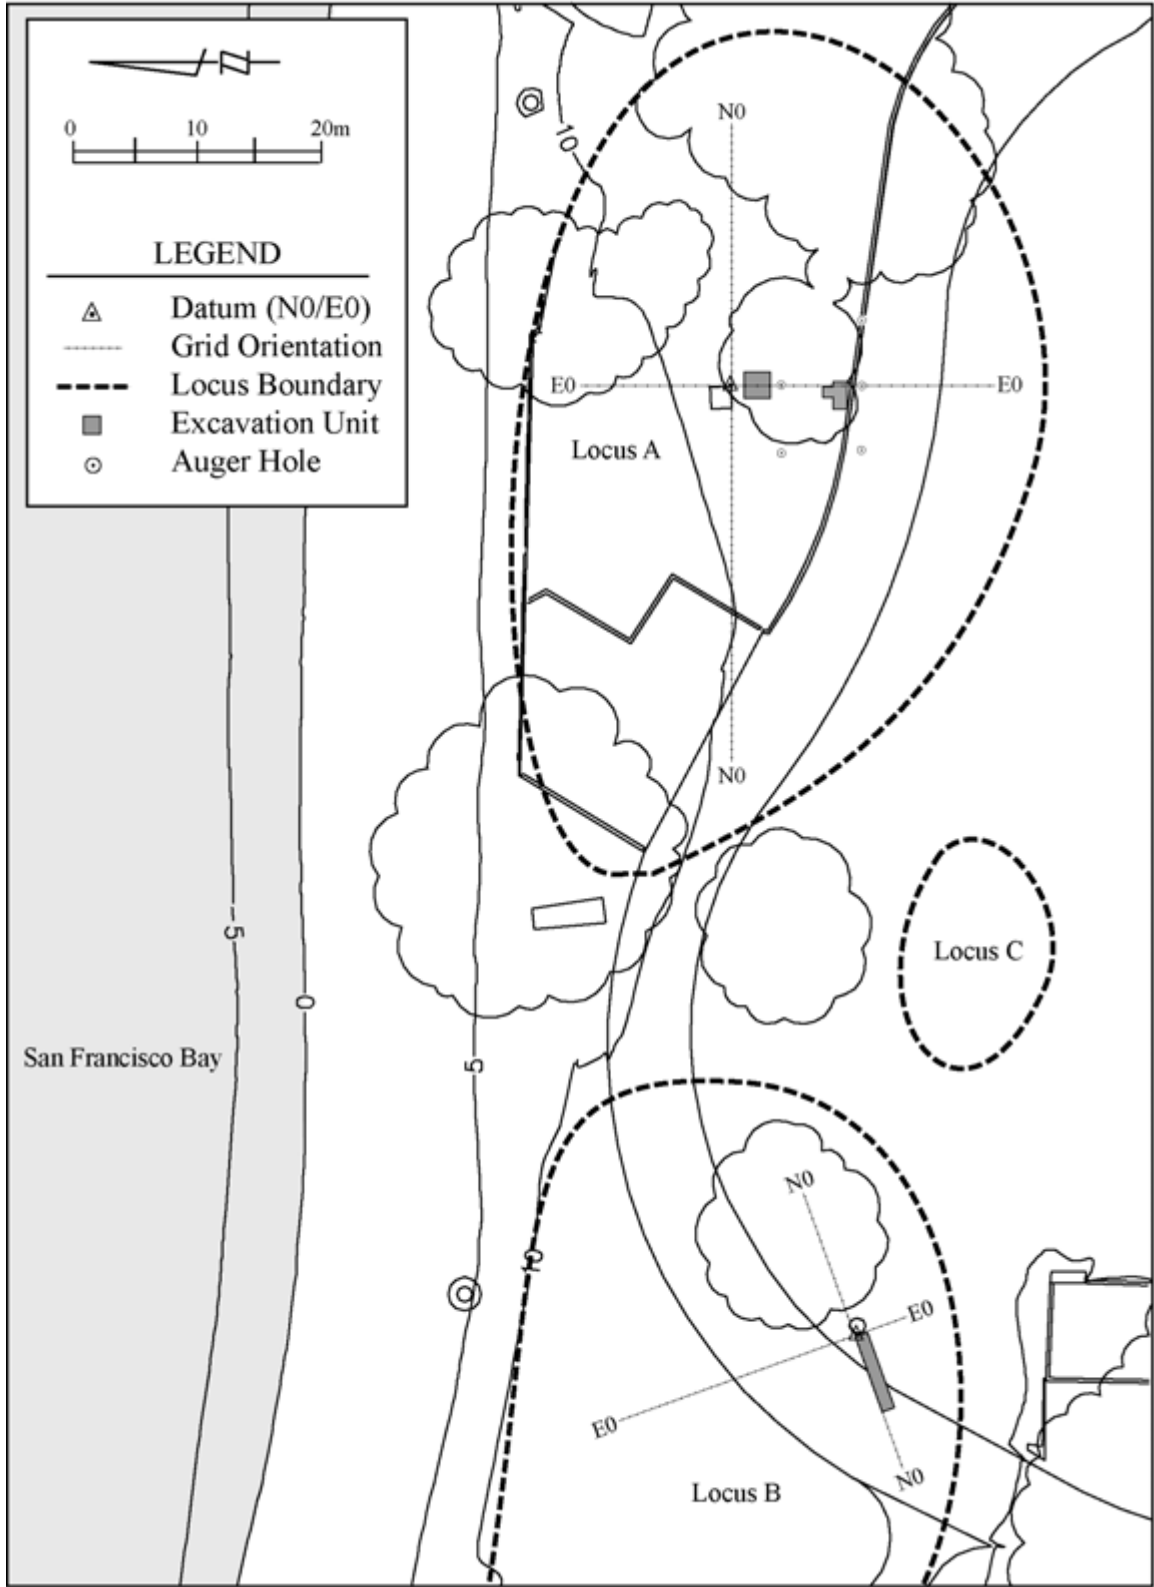 N
0 10 20m
LEGEND
Datum (N0/E0)
Grid Orientation
Locus Boundary
Excavation Unit
Auger Hole
10
N0
E0
E0
Locus A
N0
-5
0
5
San Francisco Bay
Locus C
N0
E0
E0
N0
Locus B